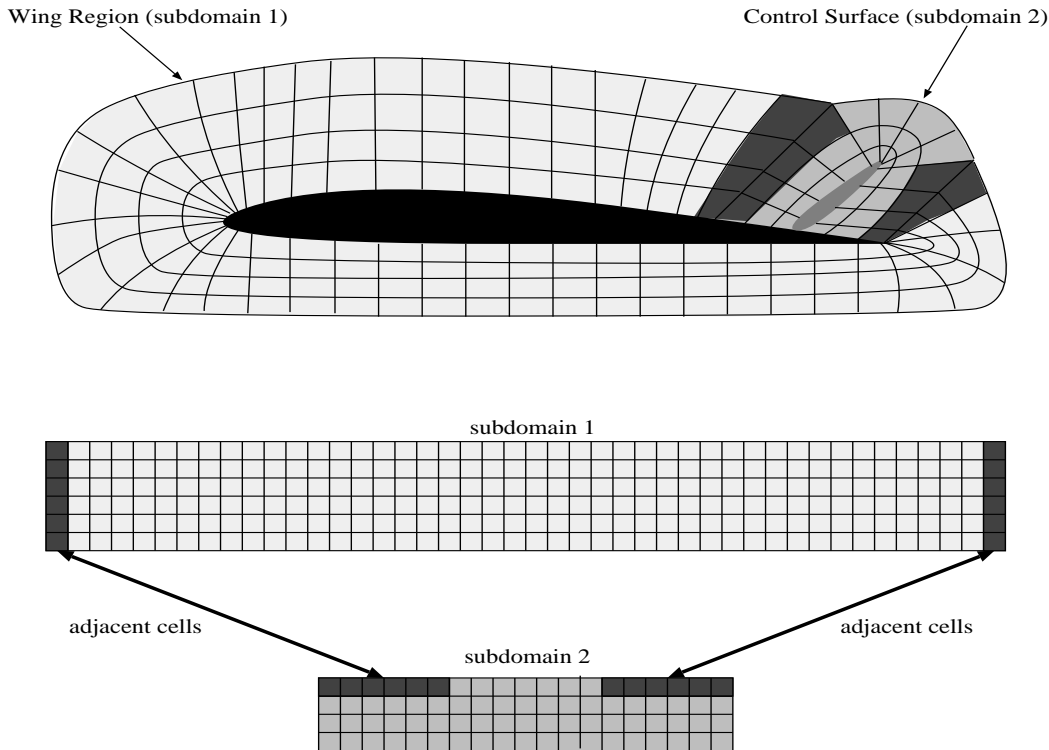 Wing Region (subdomain 1)
Control Surface (subdomain 2)
subdomain 1
adjacent cells
adjacent cells
subdomain 2